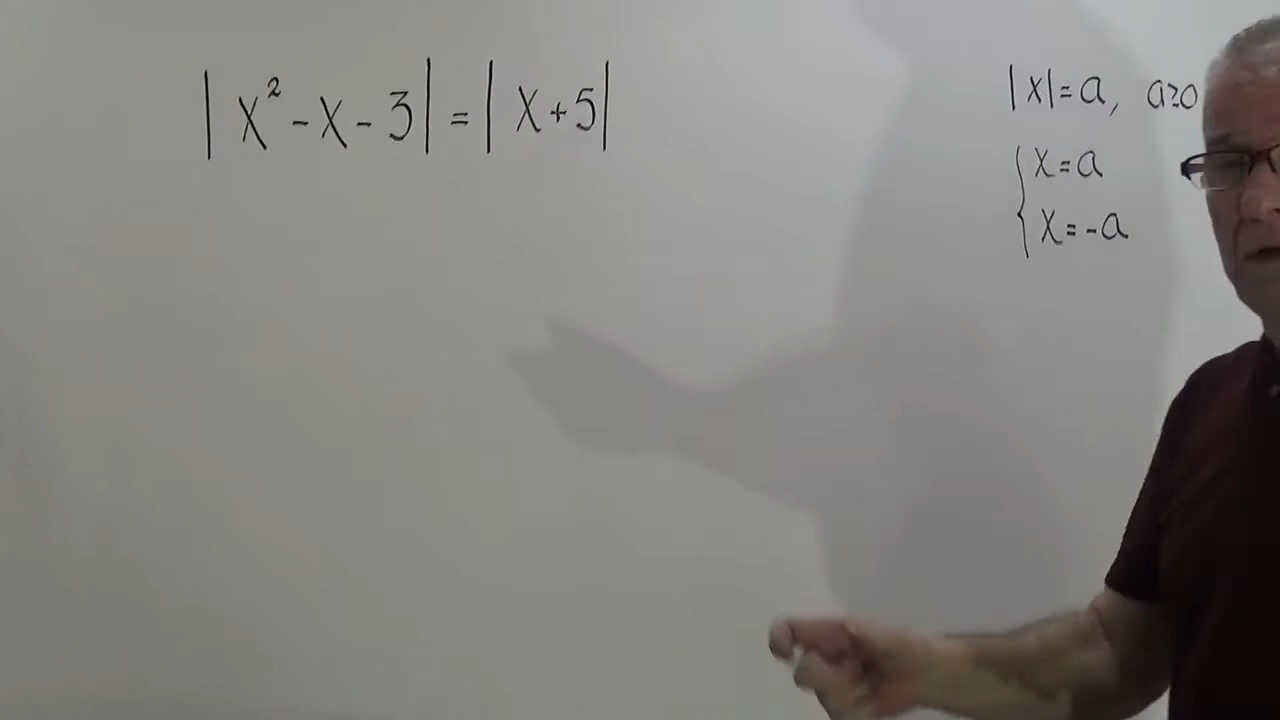 |x² - x - 3| = |x + 5|
|x| = a, a≥0
{ x = a
x = -a